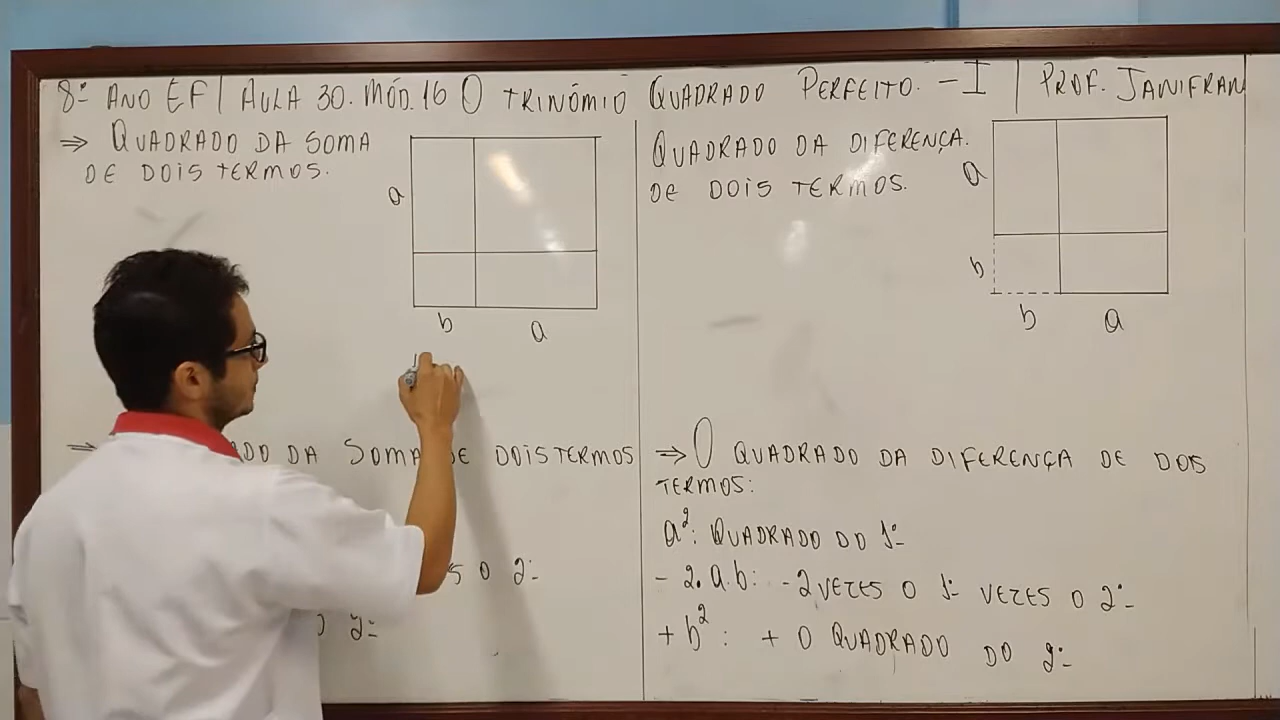 8º ANO EF | AULA 30. MÓD.16 O TRINÔMIO QUADRADO PERFEITO. - I | PROF. JANIFRAN
⇒ QUADRADO DA SOMA
DE DOIS TERMOS.
a
b
a
⇒ DA SOMA DE DOIS TERMOS
O 2º
O 2º
QUADRADO DA DIFERENÇA.
DE DOIS TERMOS.
a
b
b
a
⇒ O QUADRADO DA DIFERENÇA DE DOIS
TERMOS:
a²: QUADRADO DO 1º
- 2.a.b: -2 VEZES O 1º VEZES O 2º
+ b²: + O QUADRADO DO 2º